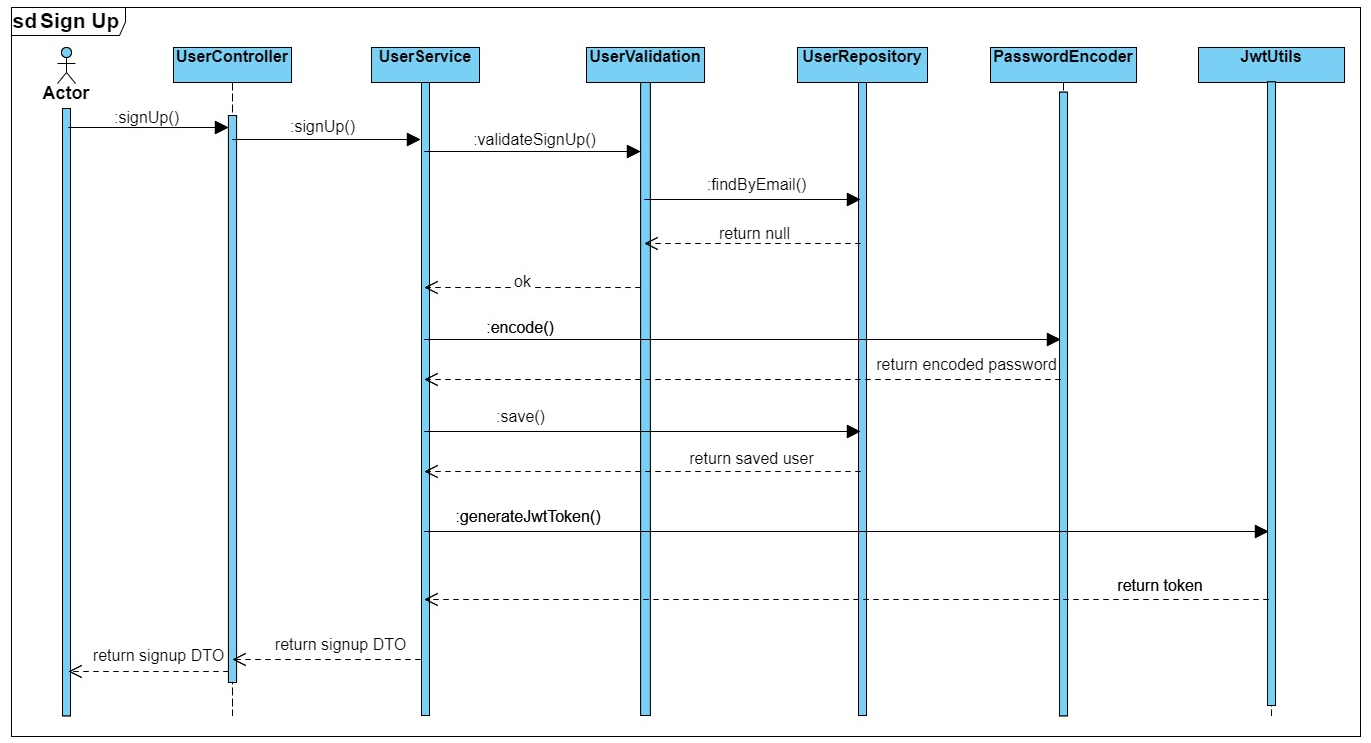 sd Sign Up
UserController
UserService
UserValidation
UserRepository
PasswordEncoder
JwtUtils
Actor
:signUp()
:signUp()
:validateSignUp()
:findByEmail()
return null
ok
:encode()
return encoded password
:save()
return saved user
:generateJwtToken()
return token
return signup DTO
return signup DTO